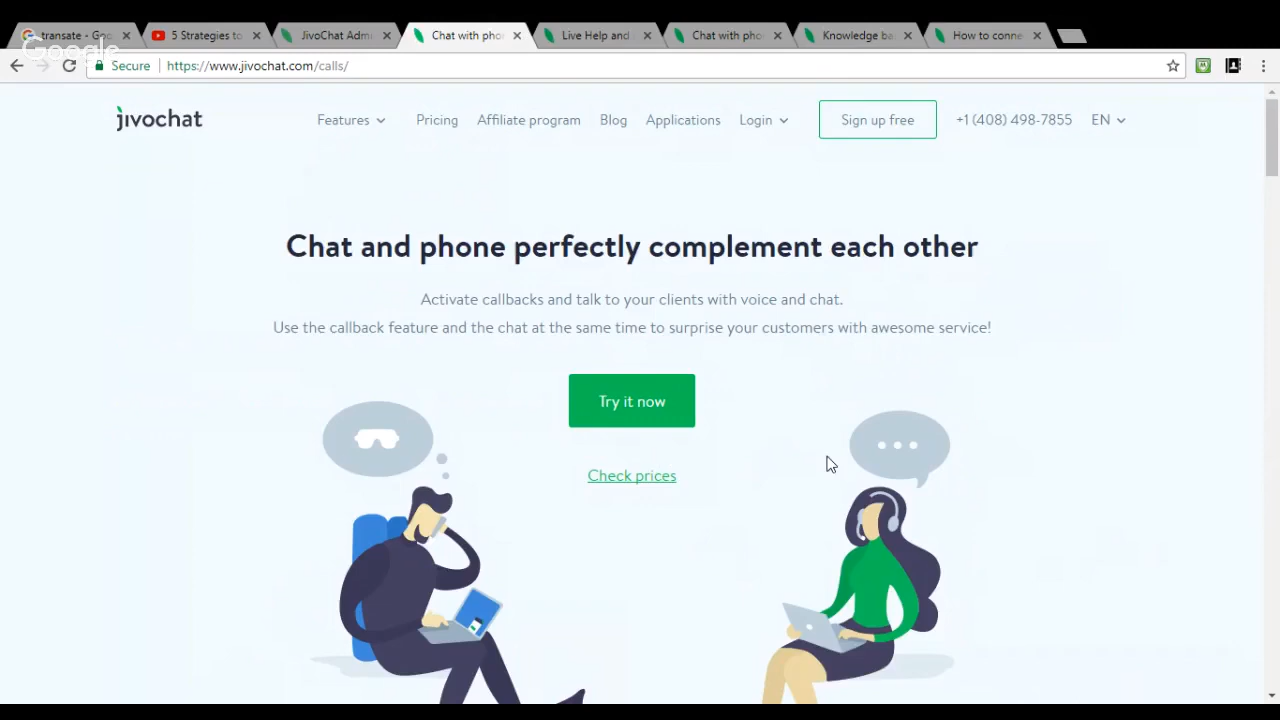 transate - Goo
5 Strategies to
JivoChat Admi
Chat with phon
Live Help and
Chat with phon
Knowledge ba
How to conne
Google
Secure
https://www.jivochat.com/calls/
jivochat
Features
Pricing
Affiliate program
Blog
Applications
Login
Sign up free
+1 (408) 498-7855
EN
Chat and phone perfectly complement each other
Activate callbacks and talk to your clients with voice and chat.
Use the callback feature and the chat at the same time to surprise your customers with awesome service!
Try it now
Check prices